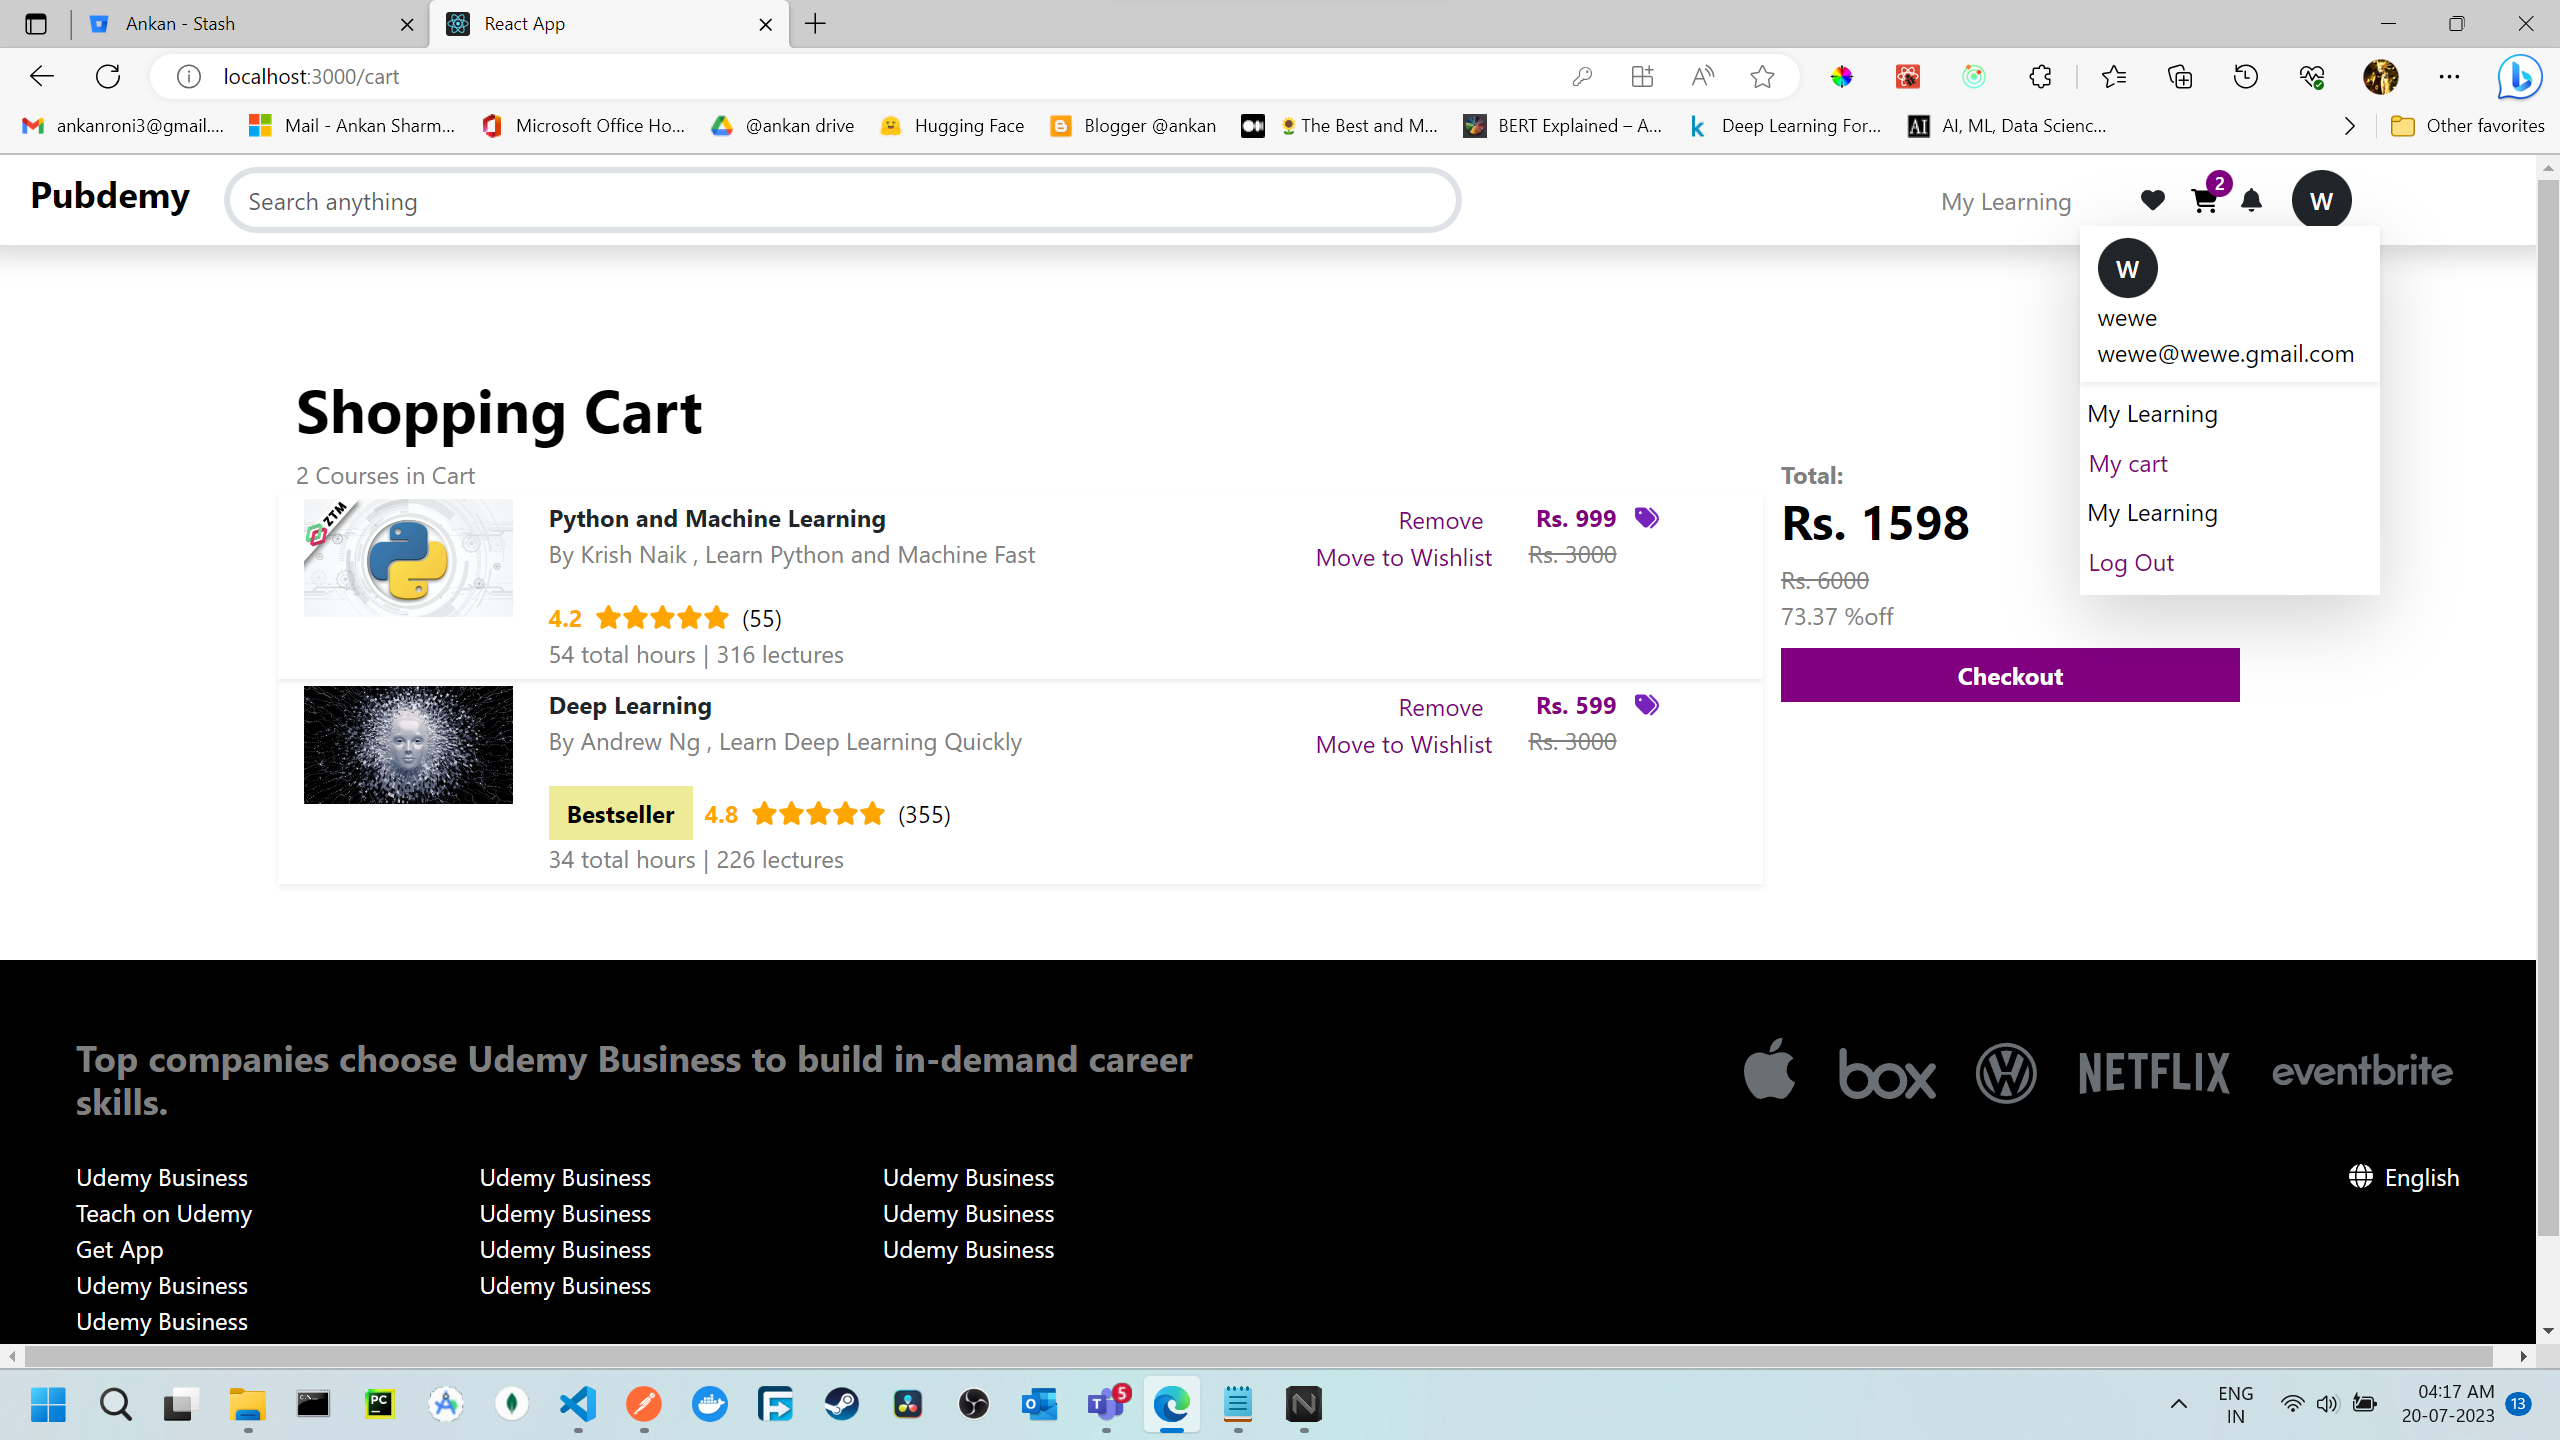 Ankan - Stash
React App
localhost:3000/cart
ankanroni3@gmail....
Mail - Ankan Sharm...
Microsoft Office Ho...
@ankan drive
Hugging Face
Blogger @ankan
The Best and M...
BERT Explained – A...
Deep Learning For...
AI, ML, Data Scienc...
Other favorites
Pubdemy
Search anything
My Learning
2
W
W
wewe
wewe@wewe.gmail.com
My Learning
My cart
My Learning
Log Out
Shopping Cart
2 Courses in Cart
ZTM
Python and Machine Learning
By Krish Naik , Learn Python and Machine Fast
4.2 (55)
54 total hours | 316 lectures
Remove
Move to Wishlist
Rs. 999
Rs. 3000
Deep Learning
By Andrew Ng , Learn Deep Learning Quickly
Bestseller 4.8 (355)
34 total hours | 226 lectures
Remove
Move to Wishlist
Rs. 599
Rs. 3000
Total:
Rs. 1598
Rs. 6000
73.37 %off
Checkout
Top companies choose Udemy Business to build in-demand career
skills.
box
NETFLIX
eventbrite
Udemy Business
Teach on Udemy
Get App
Udemy Business
Udemy Business
Udemy Business
Udemy Business
Udemy Business
Udemy Business
Udemy Business
Udemy Business
Udemy Business
English
5
ENG
IN
04:17 AM
20-07-2023
13